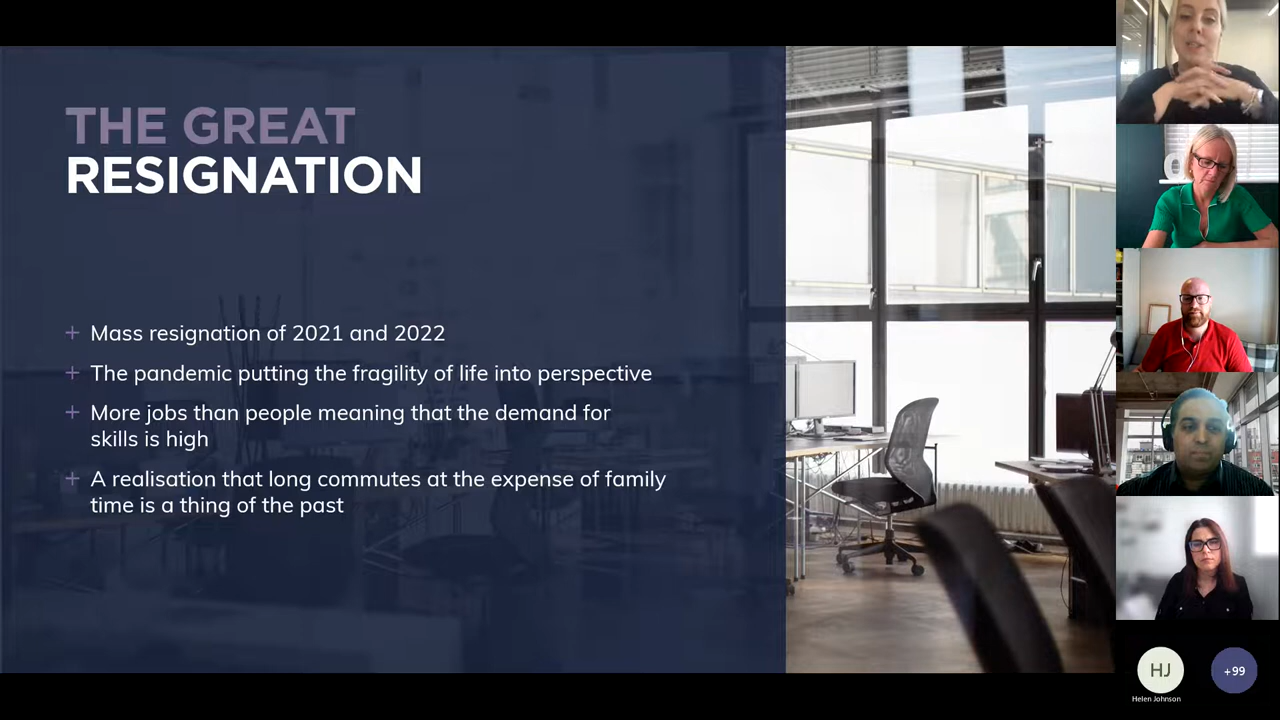 THE GREAT
RESIGNATION
+ Mass resignation of 2021 and 2022
+ The pandemic putting the fragility of life into perspective
+ More jobs than people meaning that the demand for
skills is high
+ A realisation that long commutes at the expense of family
time is a thing of the past
HJ
+99
Helen Johnson